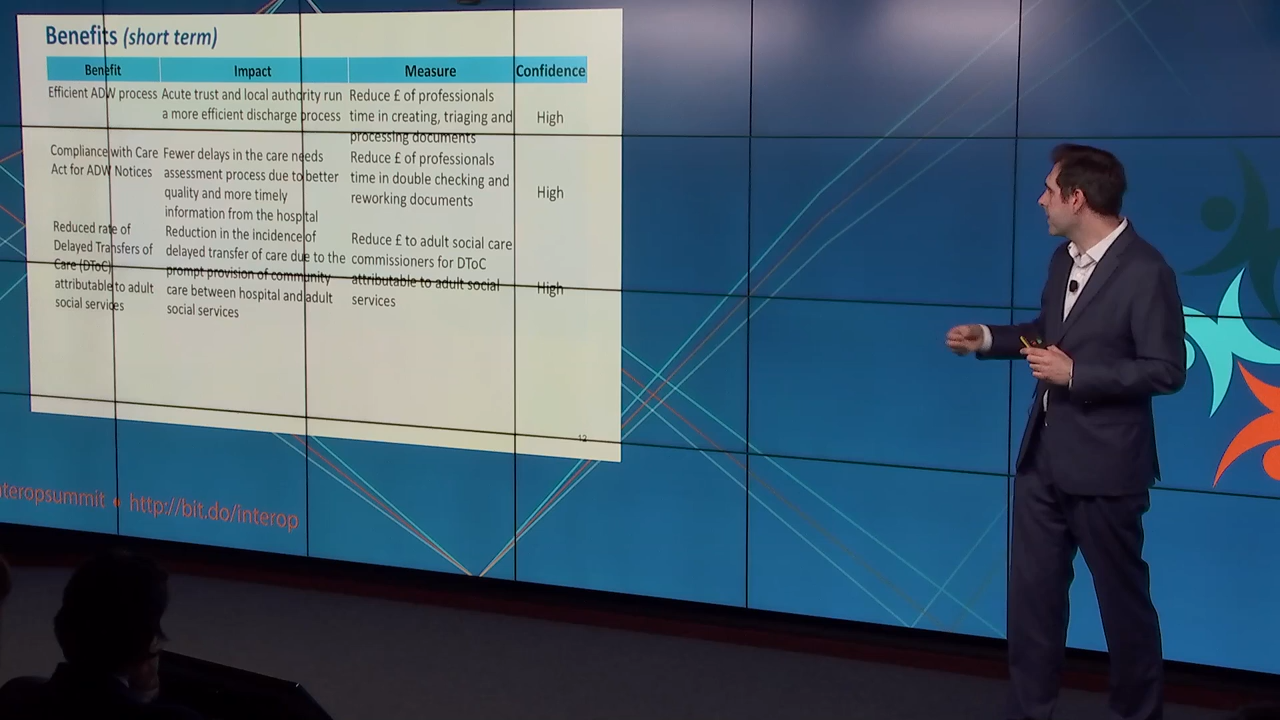 Benefits (short term)
Benefit Impact Measure Confidence
Efficient ADW process
Acute trust and local authority run
a more efficient discharge process
Reduce £ of professionals
time in creating, triaging and
processing documents
High
Compliance with Care
Act for ADW Notices
Fewer delays in the care needs
assessment process due to better
quality and more timely
information from the hospital
Reduce £ of professionals
time in double checking and
reworking documents
High
Reduced rate of
Delayed Transfers of
Care (DToC)
attributable to adult
social services
Reduction in the incidence of
delayed transfer of care due to the
prompt provision of community
care between hospital and adult
social services
Reduce £ to adult social care
commissioners for DToC
attributable to adult social
services
High
12
nteropsummit • http://bit.do/interop